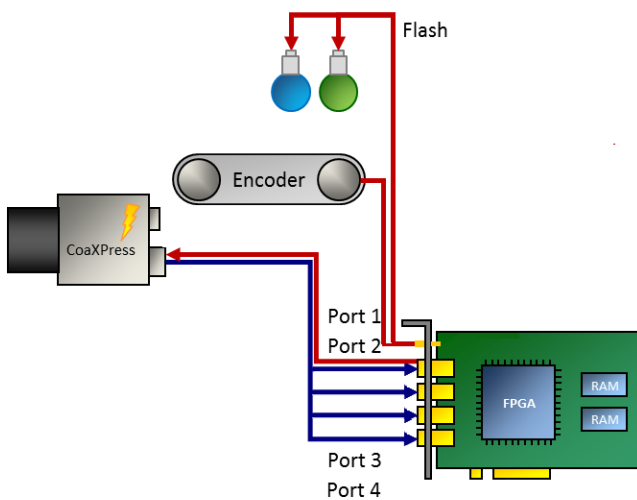 Flash
Encoder
CoaXPress
Port 1
Port 2
FPGA
RAM
RAM
Port 3
Port 4